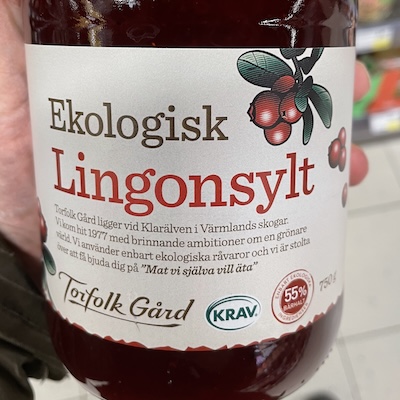 Ekologisk
Lingonsylt
Torfolk Gård ligger vid Klarälven i Värmlands skogar.
Vi kom hit 1977 med brinnande ambitioner om en grönare
värld. Vi använder enbart ekologiska råvaror och vi är stolta
över att få bjuda dig på "Mat vi själva vill äta"
Torfolk Gård
KRAV
55%
BÄRHALT
750 g